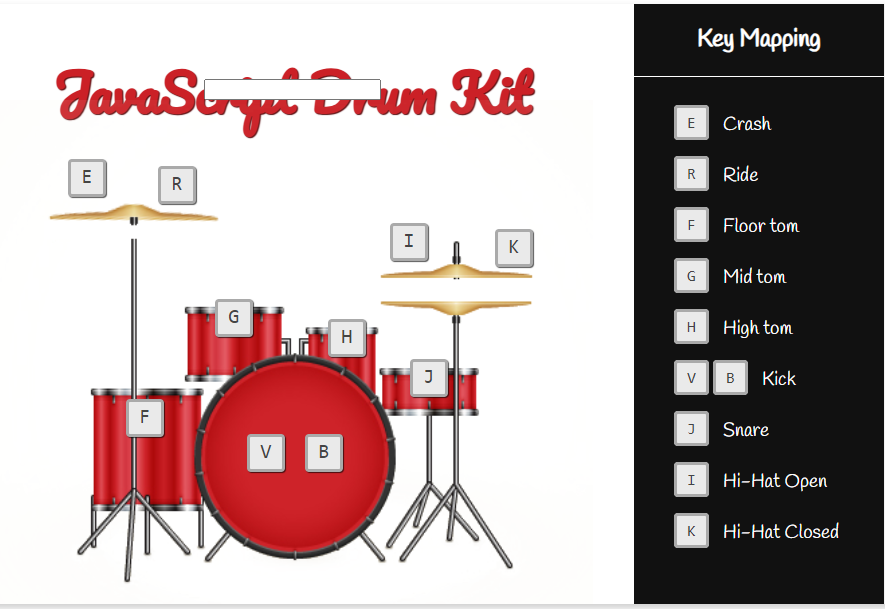 JavaScript Drum Kit
E
R
I
K
G
H
J
F
V B
Key Mapping
E Crash
R Ride
F Floor tom
G Mid tom
H High tom
V B Kick
J Snare
I Hi-Hat Open
K Hi-Hat Closed